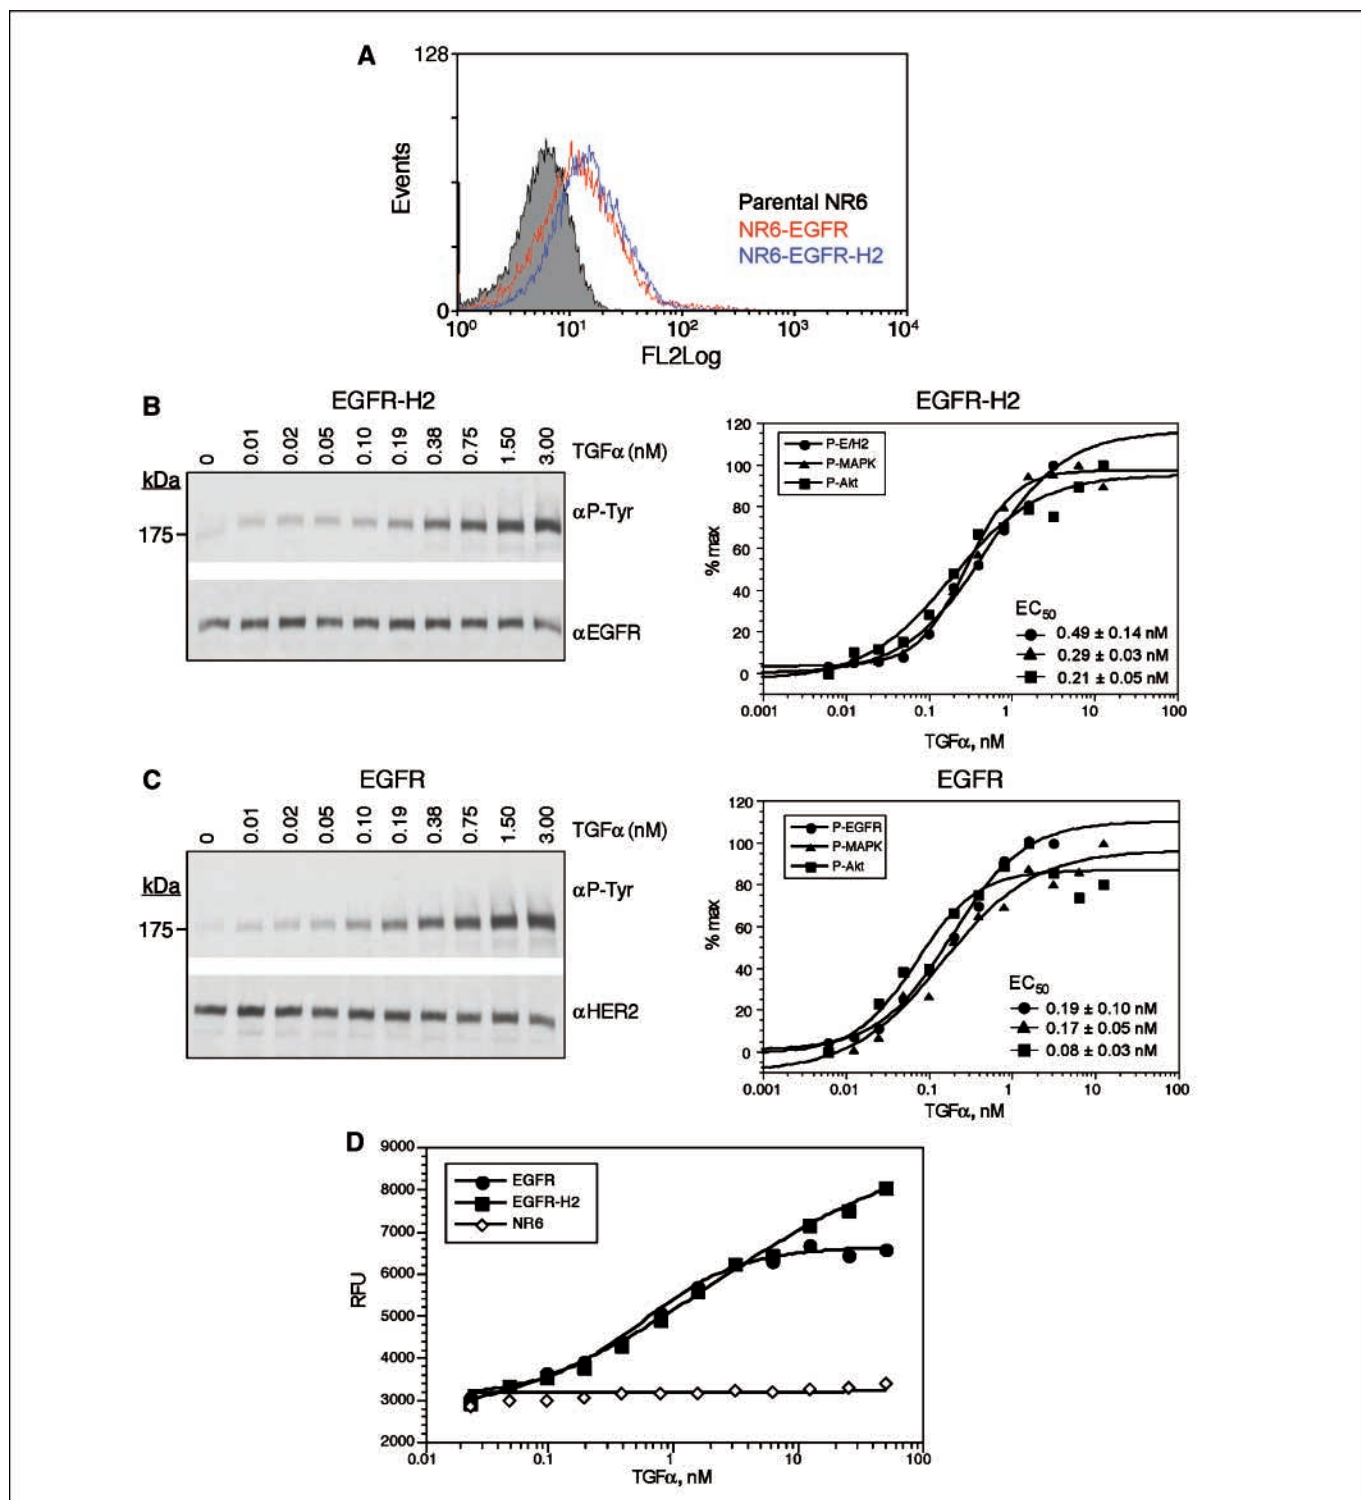 A
128
Events
Parental NR6
NR6-EGFR
NR6-EGFR-H2
0
10⁰ 10¹ 10² 10³ 10⁴
FL2Log
B
EGFR-H2
0 0.01 0.02 0.05 0.10 0.19 0.38 0.75 1.50 3.00 TGFα (nM)
kDa
175
αP-Tyr
αEGFR
EGFR-H2
120
100
80
60
40
20
0
% max
P-E/H2
P-MAPK
P-Akt
EC₅₀
0.49 ± 0.14 nM
0.29 ± 0.03 nM
0.21 ± 0.05 nM
0.001 0.01 0.1 1 10 100
TGFα, nM
C
EGFR
0 0.01 0.02 0.05 0.10 0.19 0.38 0.75 1.50 3.00 TGFα (nM)
kDa
175
αP-Tyr
αHER2
EGFR
120
100
80
60
40
20
0
% max
P-EGFR
P-MAPK
P-Akt
EC₅₀
0.19 ± 0.10 nM
0.17 ± 0.05 nM
0.08 ± 0.03 nM
0.001 0.01 0.1 1 10 100
TGFα, nM
D
9000
8000
7000
6000
5000
4000
3000
2000
RFU
EGFR
EGFR-H2
NR6
0.01 0.1 1 10 100
TGFα, nM